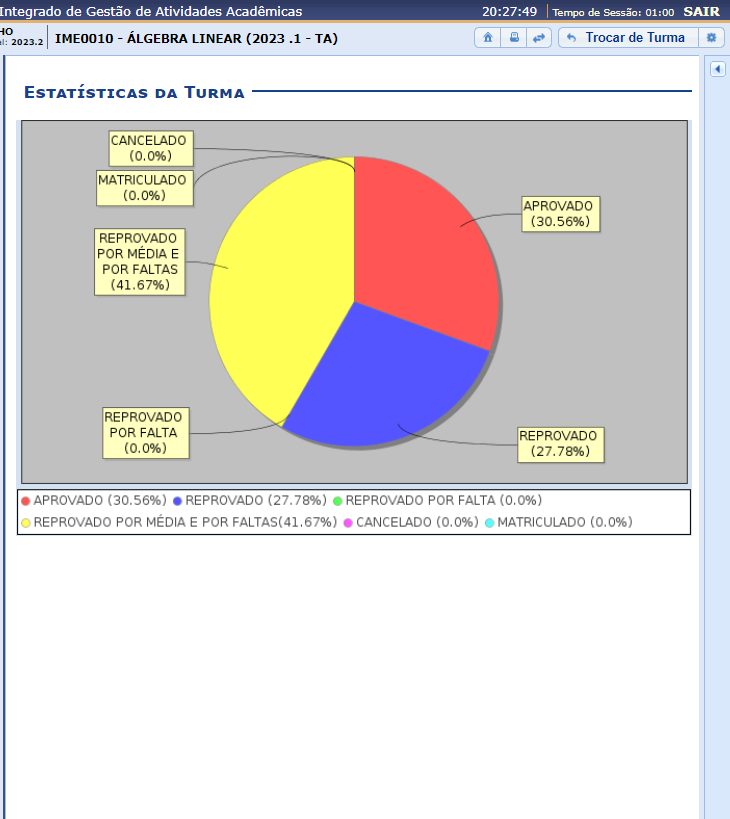 Integrado de Gestão de Atividades Acadêmicas 20:27:49 Tempo de Sessão: 01:00 SAIR
HO
el: 2023.2 IME0010 - ÁLGEBRA LINEAR (2023 .1 - TA) Trocar de Turma
ESTATÍSTICAS DA TURMA
CANCELADO
(0.0%)
MATRICULADO
(0.0%)
APROVADO
(30.56%)
REPROVADO
POR MÉDIA E
POR FALTAS
(41.67%)
REPROVADO
POR FALTA
(0.0%)
REPROVADO
(27.78%)
APROVADO (30.56%) REPROVADO (27.78%) REPROVADO POR FALTA (0.0%)
REPROVADO POR MÉDIA E POR FALTAS(41.67%) CANCELADO (0.0%) MATRICULADO (0.0%)